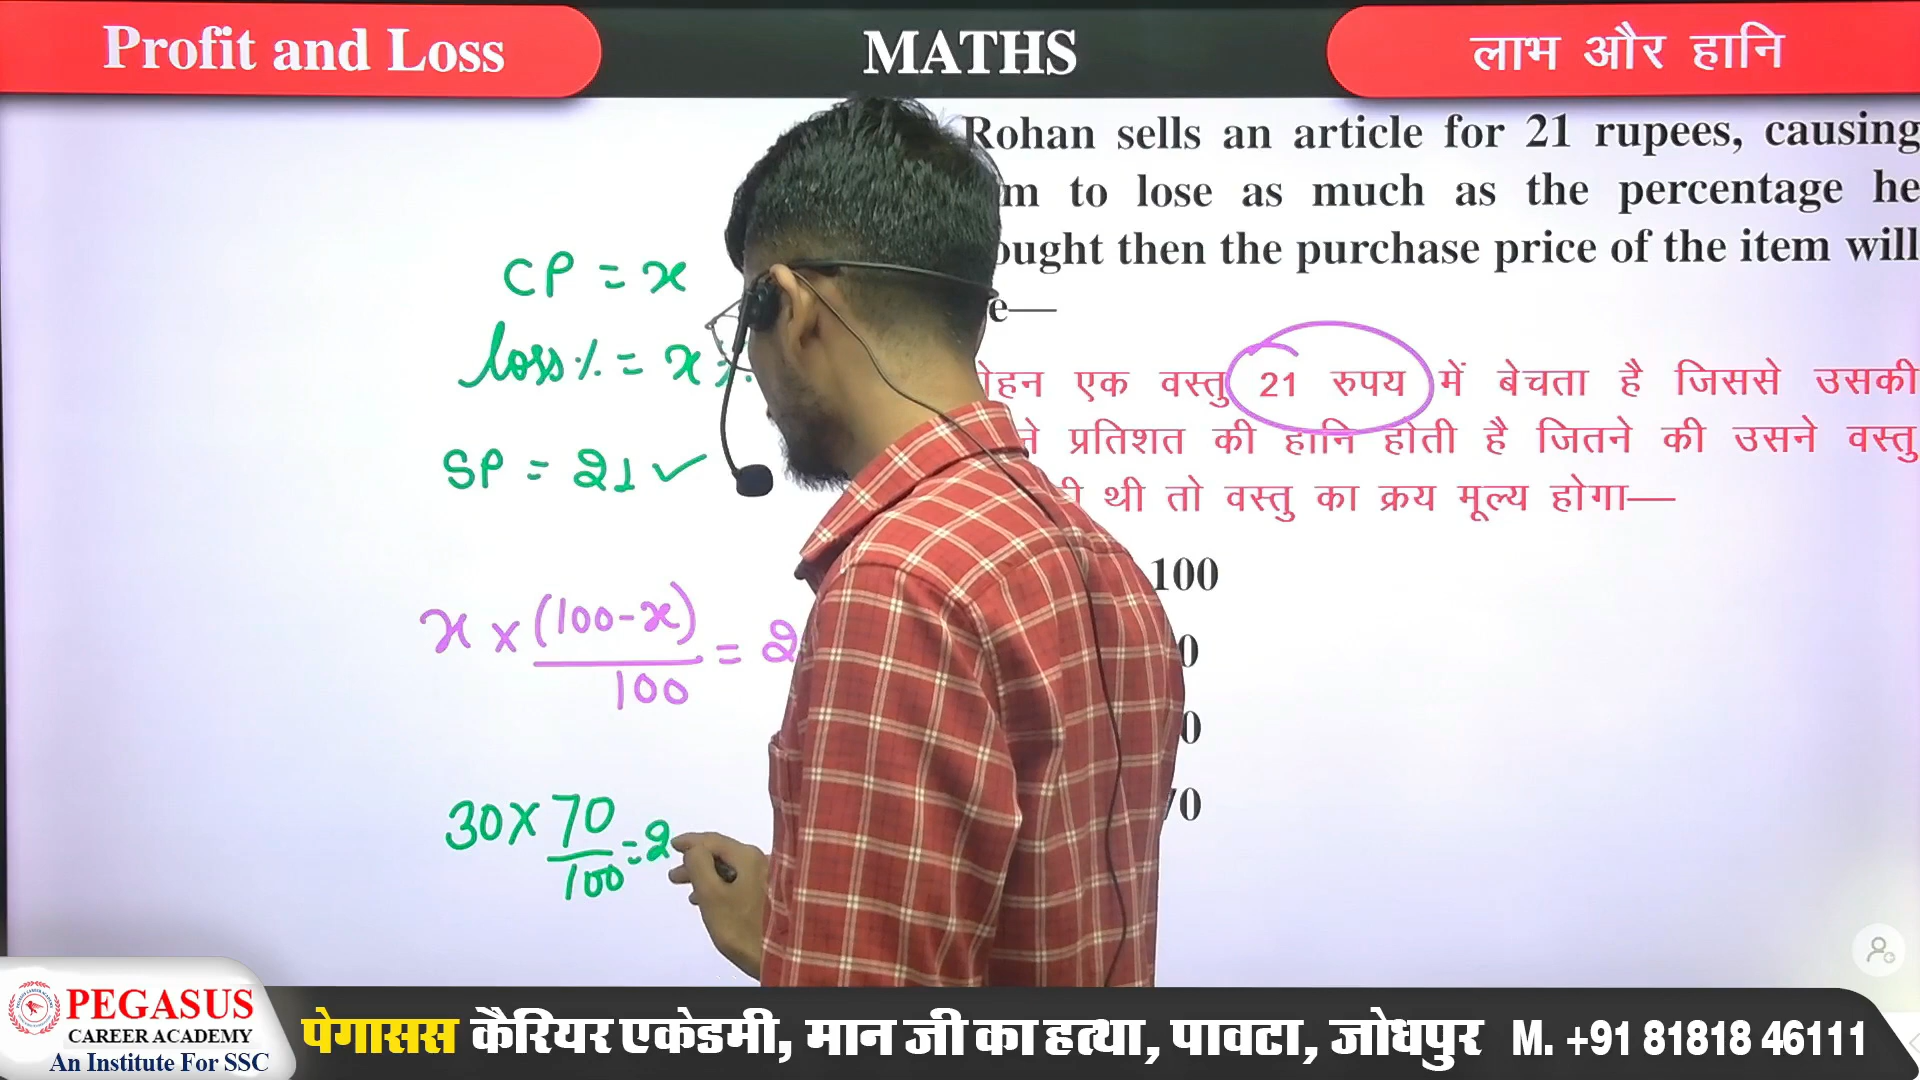 Profit and Loss
MATHS
लाभ और हानि
Rohan sells an article for 21 rupees, causing
to lose as much as the percentage he
then the purchase price of the item will
CP = x
loss % = x %
SP = 21 ✓
एक वस्तु 21 रुपय में बेचता है जिससे उसकी
प्रतिशत की हानि होती है जितने की उसने वस्तु
थी तो वस्तु का क्रय मूल्य होगा—
100
x × (100-x)/100 = 2
30 × 70/100 = 2
70
PEGASUS
CAREER ACADEMY
An Institute For SSC
पेगासस कैरियर एकेडमी, मान जी का हत्था, पावटा, जोधपुर M. +91 81818 46111